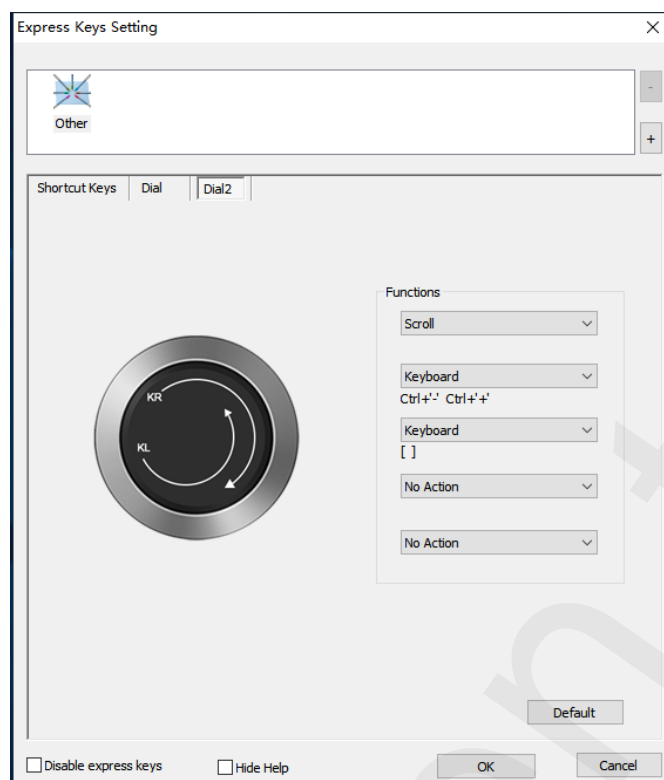 Express Keys Setting
Other
-
+
Shortcut Keys
Dial
Dial2
Functions
Scroll
Keyboard
Ctrl+'-' Ctrl+'+'
Keyboard
[ ]
No Action
No Action
KR
KL
Default
Disable express keys
Hide Help
OK
Cancel